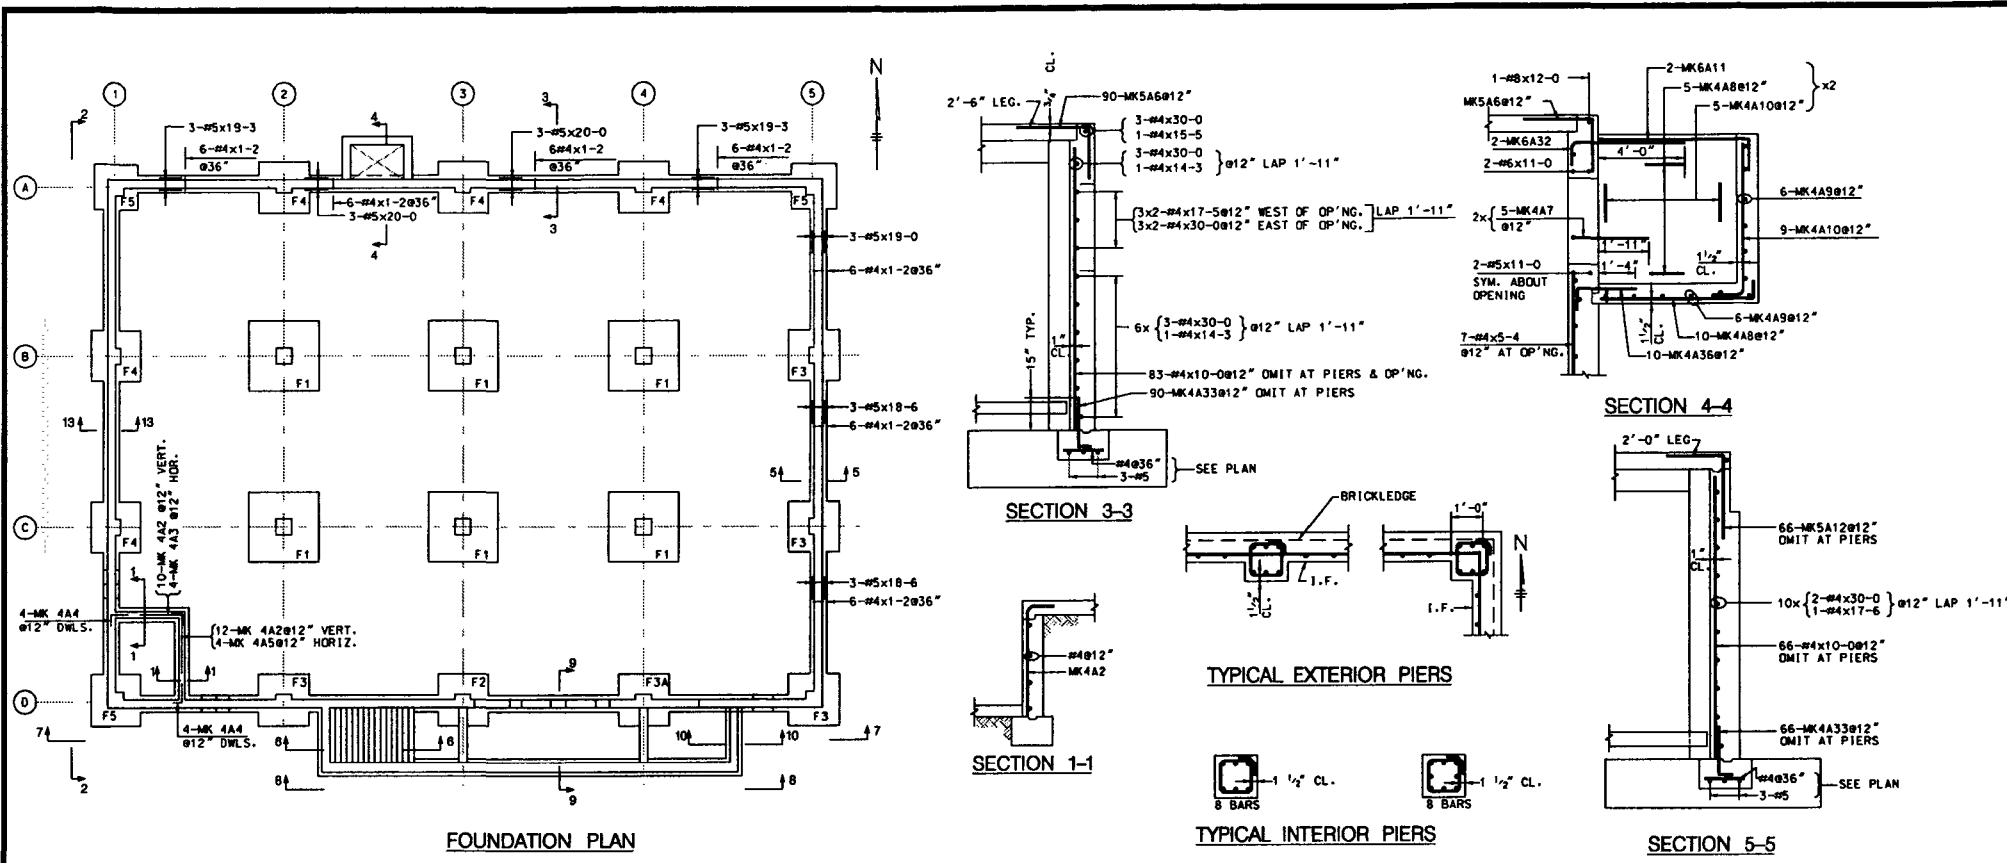 1
2
3
4
5
N
2
3-#5x19-3
6-#4x1-2
@36"
4
3
3-#5x20-0
6#4x1-2
@36"
3-#5x19-3
6-#4x1-2
@36"
A
F5
F4
6-#4x1-2@36"
3-#5x20-0
F4
F4
F5
3
4
3-#5x19-0
6-#4x1-2@36"
B
F4
F1
F1
F1
F3
13
13
3-#5x18-6
6-#4x1-2@36"
5
5
10-MK 4A2 @12" VERT.
4-MK 4A3 @12" HOR.
C
F4
F1
F1
F1
F3
1
3-#5x18-6
6-#4x1-2@36"
4-MK 4A4
@12" DWLS.
12-MK 4A2@12" VERT.
4-MK 4A5@12" HORIZ.
1
1
1
9
D
F5
F3
F2
F3A
F3
4-MK 4A4
@12" DWLS.
7
2
6
6
10
10
7
8
9
8
FOUNDATION PLAN
3/4" CL.
2'-6" LEG.
90-MK5A6@12"
3-#4x30-0
1-#4x15-5
3-#4x30-0
1-#4x14-3
@12" LAP 1'-11"
3x2-#4x17-5@12" WEST OF OP'NG.
3x2-#4x30-0@12" EAST OF OP'NG.
LAP 1'-11"
15" TYP.
1"
CL.
6x
3-#4x30-0
1-#4x14-3
@12" LAP 1'-11"
83-#4x10-0@12" OMIT AT PIERS & OP'NG.
90-MK4A33@12" OMIT AT PIERS
#4@36"
3-#5
SEE PLAN
SECTION 3-3
1-#8x12-0
MK5A6@12"
2-MK6A11
5-MK4A8@12"
5-MK4A10@12"
x2
2-MK6A32
4'-0"
2-#6x11-0
6-MK4A9@12"
2x
5-MK4A7
@12"
9-MK4A10@12"
1'-11"
2-#5x11-0
SYM. ABOUT
OPENING
1'-4"
1 1/2"
CL.
6-MK4A9@12"
1 1/2"
CL.
10-MK4A8@12"
7-#4x5-4
@12" AT OP'NG.
10-MK4A36@12"
SECTION 4-4
#4@12"
MK4A2
SECTION 1-1
BRICKLEDGE
1'-0"
N
I.F.
I.F.
1 1/2"
CL.
TYPICAL EXTERIOR PIERS
1 1/2" CL.
8 BARS
1 1/2" CL.
8 BARS
TYPICAL INTERIOR PIERS
2'-0" LEG
66-MK5A12@12"
OMIT AT PIERS
1"
CL.
10x
2-#4x30-0
1-#4x17-6
@12" LAP 1'-11"
66-#4x10-0@12"
OMIT AT PIERS
66-MK4A33@12"
OMIT AT PIERS
#4@36"
3-#5
SEE PLAN
SECTION 5-5